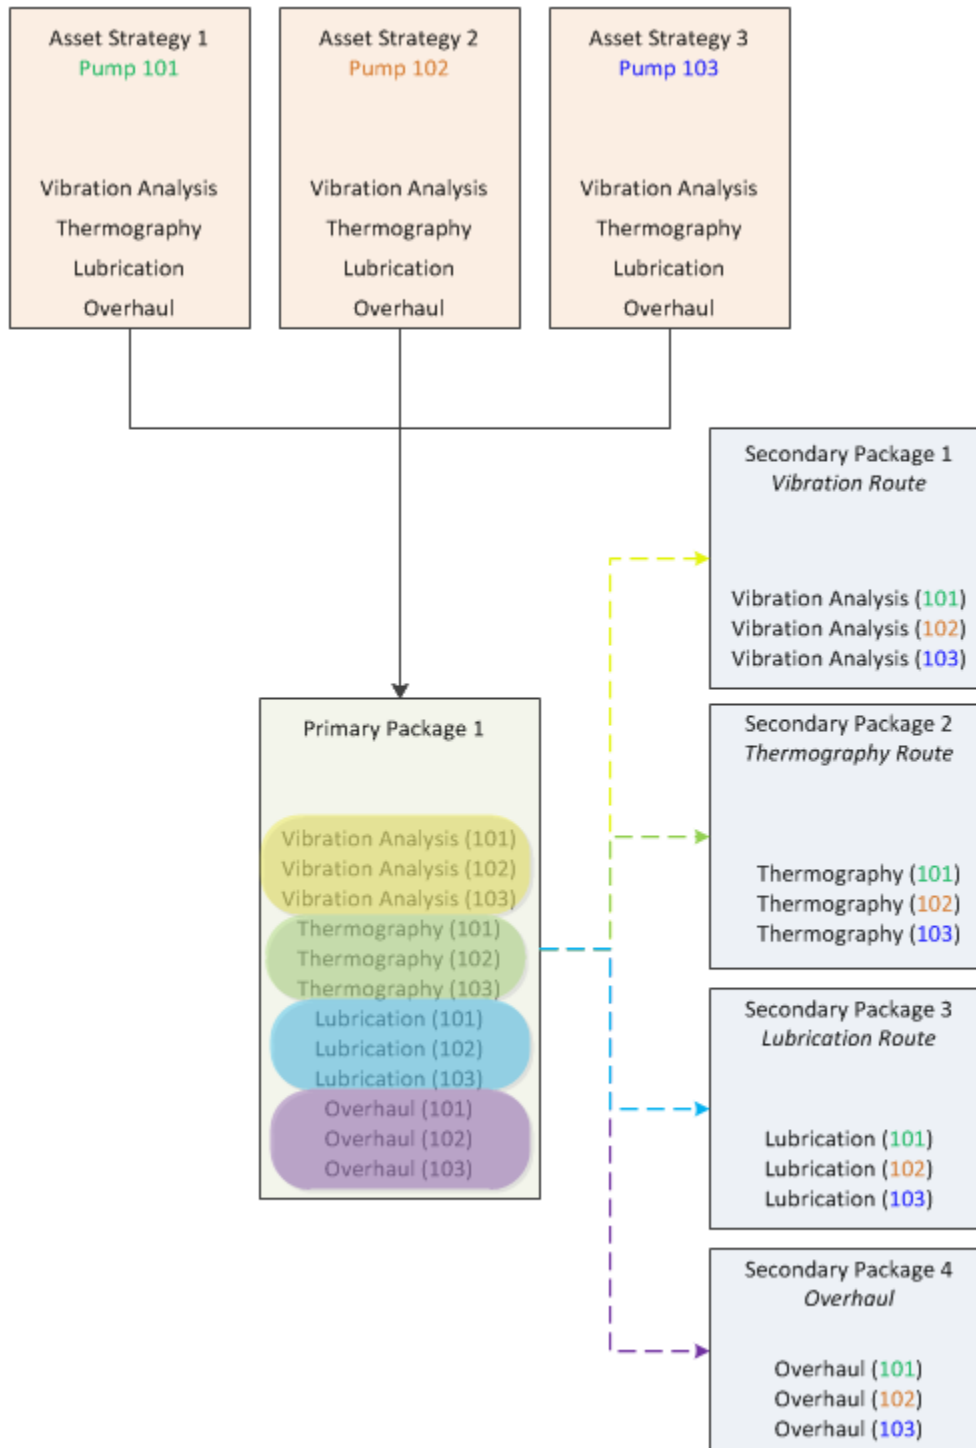 Asset Strategy 1
Pump 101
Vibration Analysis
Thermography
Lubrication
Overhaul
Asset Strategy 2
Pump 102
Vibration Analysis
Thermography
Lubrication
Overhaul
Asset Strategy 3
Pump 103
Vibration Analysis
Thermography
Lubrication
Overhaul
Primary Package 1
Vibration Analysis (101)
Vibration Analysis (102)
Vibration Analysis (103)
Thermography (101)
Thermography (102)
Thermography (103)
Lubrication (101)
Lubrication (102)
Lubrication (103)
Overhaul (101)
Overhaul (102)
Overhaul (103)
Secondary Package 1
Vibration Route
Vibration Analysis (101)
Vibration Analysis (102)
Vibration Analysis (103)
Secondary Package 2
Thermography Route
Thermography (101)
Thermography (102)
Thermography (103)
Secondary Package 3
Lubrication Route
Lubrication (101)
Lubrication (102)
Lubrication (103)
Secondary Package 4
Overhaul
Overhaul (101)
Overhaul (102)
Overhaul (103)